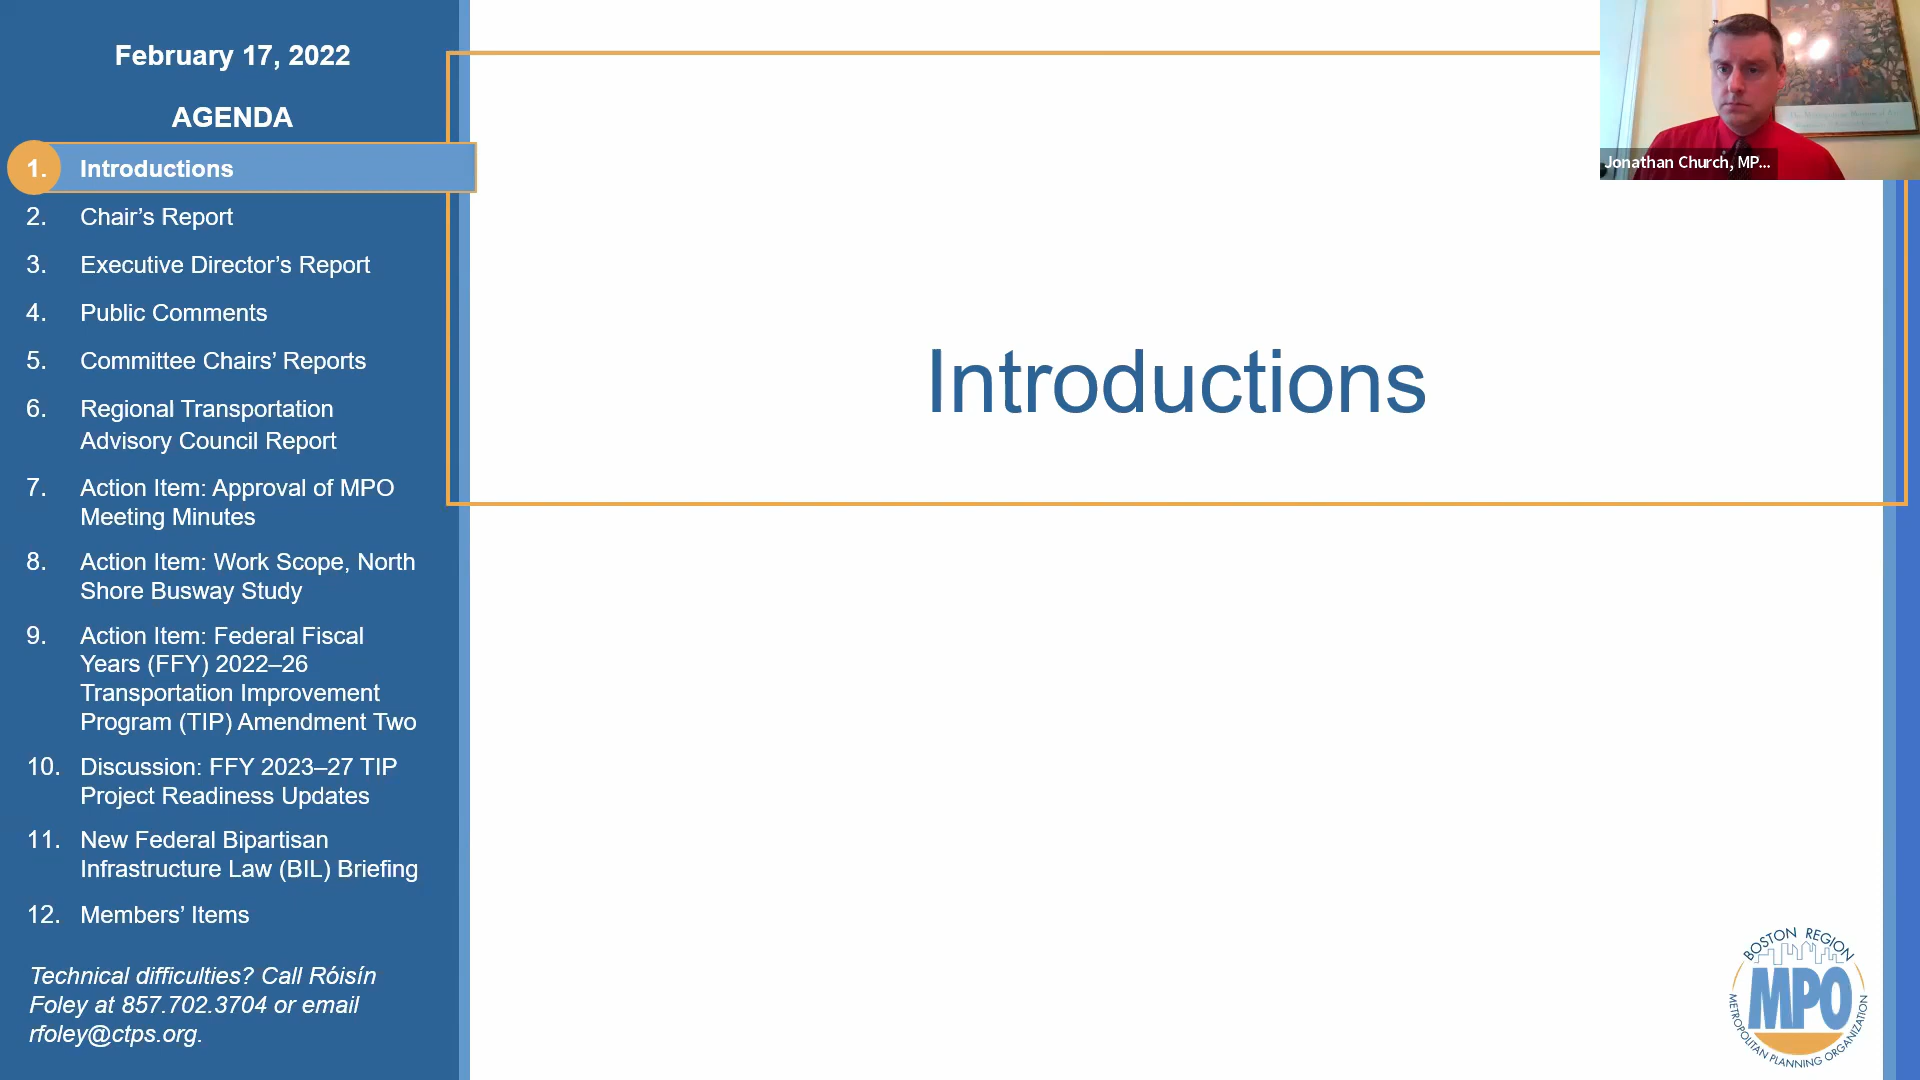 February 17, 2022
AGENDA
1. Introductions
2. Chair’s Report
3. Executive Director’s Report
4. Public Comments
5. Committee Chairs’ Reports
6. Regional Transportation
Advisory Council Report
7. Action Item: Approval of MPO
Meeting Minutes
8. Action Item: Work Scope, North
Shore Busway Study
9. Action Item: Federal Fiscal
Years (FFY) 2022–26
Transportation Improvement
Program (TIP) Amendment Two
10. Discussion: FFY 2023–27 TIP
Project Readiness Updates
11. New Federal Bipartisan
Infrastructure Law (BIL) Briefing
12. Members’ Items
Technical difficulties? Call Róisín
Foley at 857.702.3704 or email
rfoley@ctps.org.
Introductions
Jonathan Church, MP...
BOSTON REGION
MPO
METROPOLITAN PLANNING ORGANIZATION